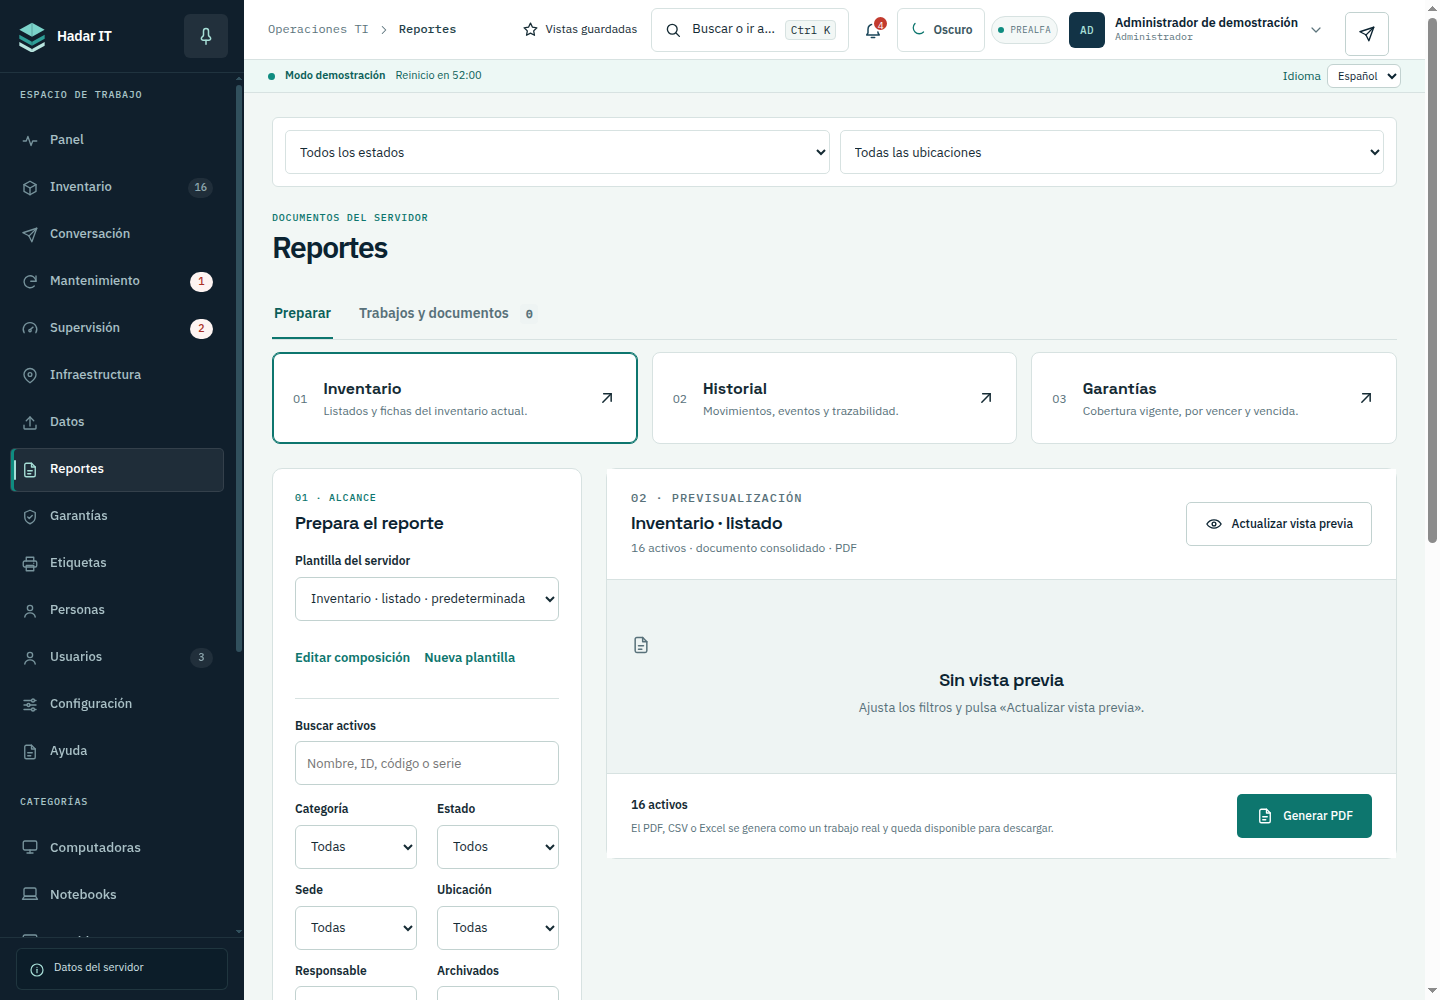 Hadar IT
ESPACIO DE TRABAJO
Panel
Inventario 16
Conversación
Mantenimiento 1
Supervisión 2
Infraestructura
Datos
Reportes
Garantías
Etiquetas
Personas
Usuarios 3
Configuración
Ayuda
CATEGORÍAS
Computadoras
Notebooks
Datos del servidor
Operaciones TI > Reportes
Vistas guardadas
Buscar o ir a... Ctrl K
4
Oscuro
PREALFA
AD
Administrador de demostración
Administrador
Modo demostración Reinicio en 52:00
Idioma Español
Todos los estados
Todas las ubicaciones
DOCUMENTOS DEL SERVIDOR
Reportes
Preparar
Trabajos y documentos 0
01 Inventario
Listados y fichas del inventario actual.
02 Historial
Movimientos, eventos y trazabilidad.
03 Garantías
Cobertura vigente, por vencer y vencida.
01 · ALCANCE
Prepara el reporte
Plantilla del servidor
Inventario · listado · predeterminada
Editar composición Nueva plantilla
Buscar activos
Nombre, ID, código o serie
Categoría Estado
Todas Todos
Sede Ubicación
Todas Todas
Responsable Archivados
02 · PREVISUALIZACIÓN
Inventario · listado
16 activos · documento consolidado · PDF
Actualizar vista previa
Sin vista previa
Ajusta los filtros y pulsa «Actualizar vista previa».
16 activos
El PDF, CSV o Excel se genera como un trabajo real y queda disponible para descargar.
Generar PDF